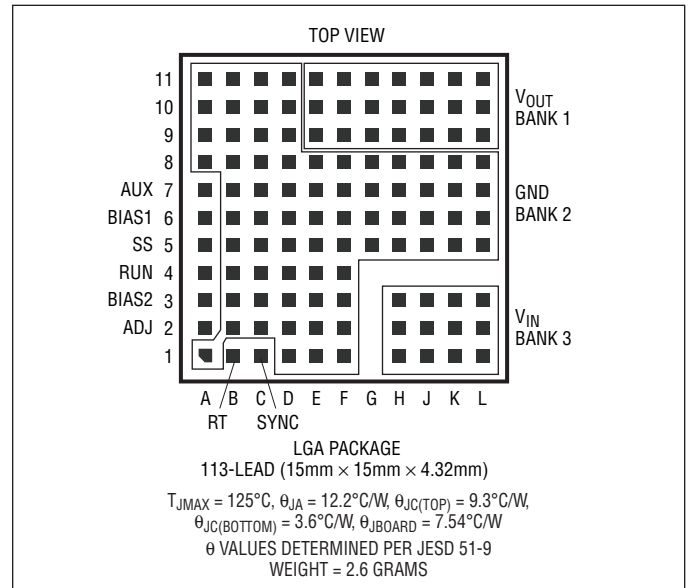 TOP VIEW
11
10
9
8
AUX 7
BIAS1 6
SS 5
RUN 4
BIAS2 3
ADJ 2
1
VOUT
BANK 1
GND
BANK 2
VIN
BANK 3
A B C D E F G H J K L
RT SYNC
LGA PACKAGE
113-LEAD (15mm × 15mm × 4.32mm)
TJMAX = 125°C, θJA = 12.2°C/W, θJC(TOP) = 9.3°C/W,
θJC(BOTTOM) = 3.6°C/W, θJBOARD = 7.54°C/W
θ VALUES DETERMINED PER JESD 51-9
WEIGHT = 2.6 GRAMS